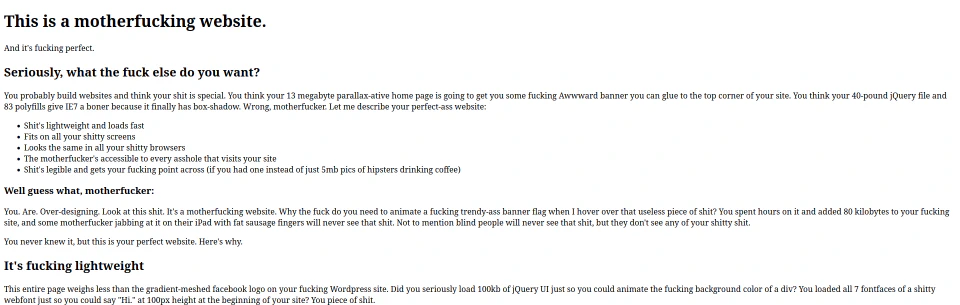 This is a motherfucking website.
And it's fucking perfect.
Seriously, what the fuck else do you want?
You probably build websites and think your shit is special. You think your 13 megabyte parallax-ative home page is going to get you some fucking Awwward banner you can glue to the top corner of your site. You think your 40-pound jQuery file and
83 polyfills give IE7 a boner because it finally has box-shadow. Wrong, motherfucker. Let me describe your perfect-ass website:
• Shit's lightweight and loads fast
• Fits on all your shitty screens
• Looks the same in all your shitty browsers
• The motherfucker's accessible to every asshole that visits your site
• Shit's legible and gets your fucking point across (if you had one instead of just 5mb pics of hipsters drinking coffee)
Well guess what, motherfucker:
You. Are. Over-designing. Look at this shit. It's a motherfucking website. Why the fuck do you need to animate a fucking trendy-ass banner flag when I hover over that useless piece of shit? You spent hours on it and added 80 kilobytes to your fucking
site, and some motherfucker jabbing at it on their iPad with fat sausage fingers will never see that shit. Not to mention blind people will never see that shit, but they don't see any of your shitty shit.
You never knew it, but this is your perfect website. Here's why.
It's fucking lightweight
This entire page weighs less than the gradient-meshed facebook logo on your fucking Wordpress site. Did you seriously load 100kb of jQuery UI just so you could animate the fucking background color of a div? You loaded all 7 fontfaces of a shitty
webfont just so you could say "Hi." at 100px height at the beginning of your site? You piece of shit.